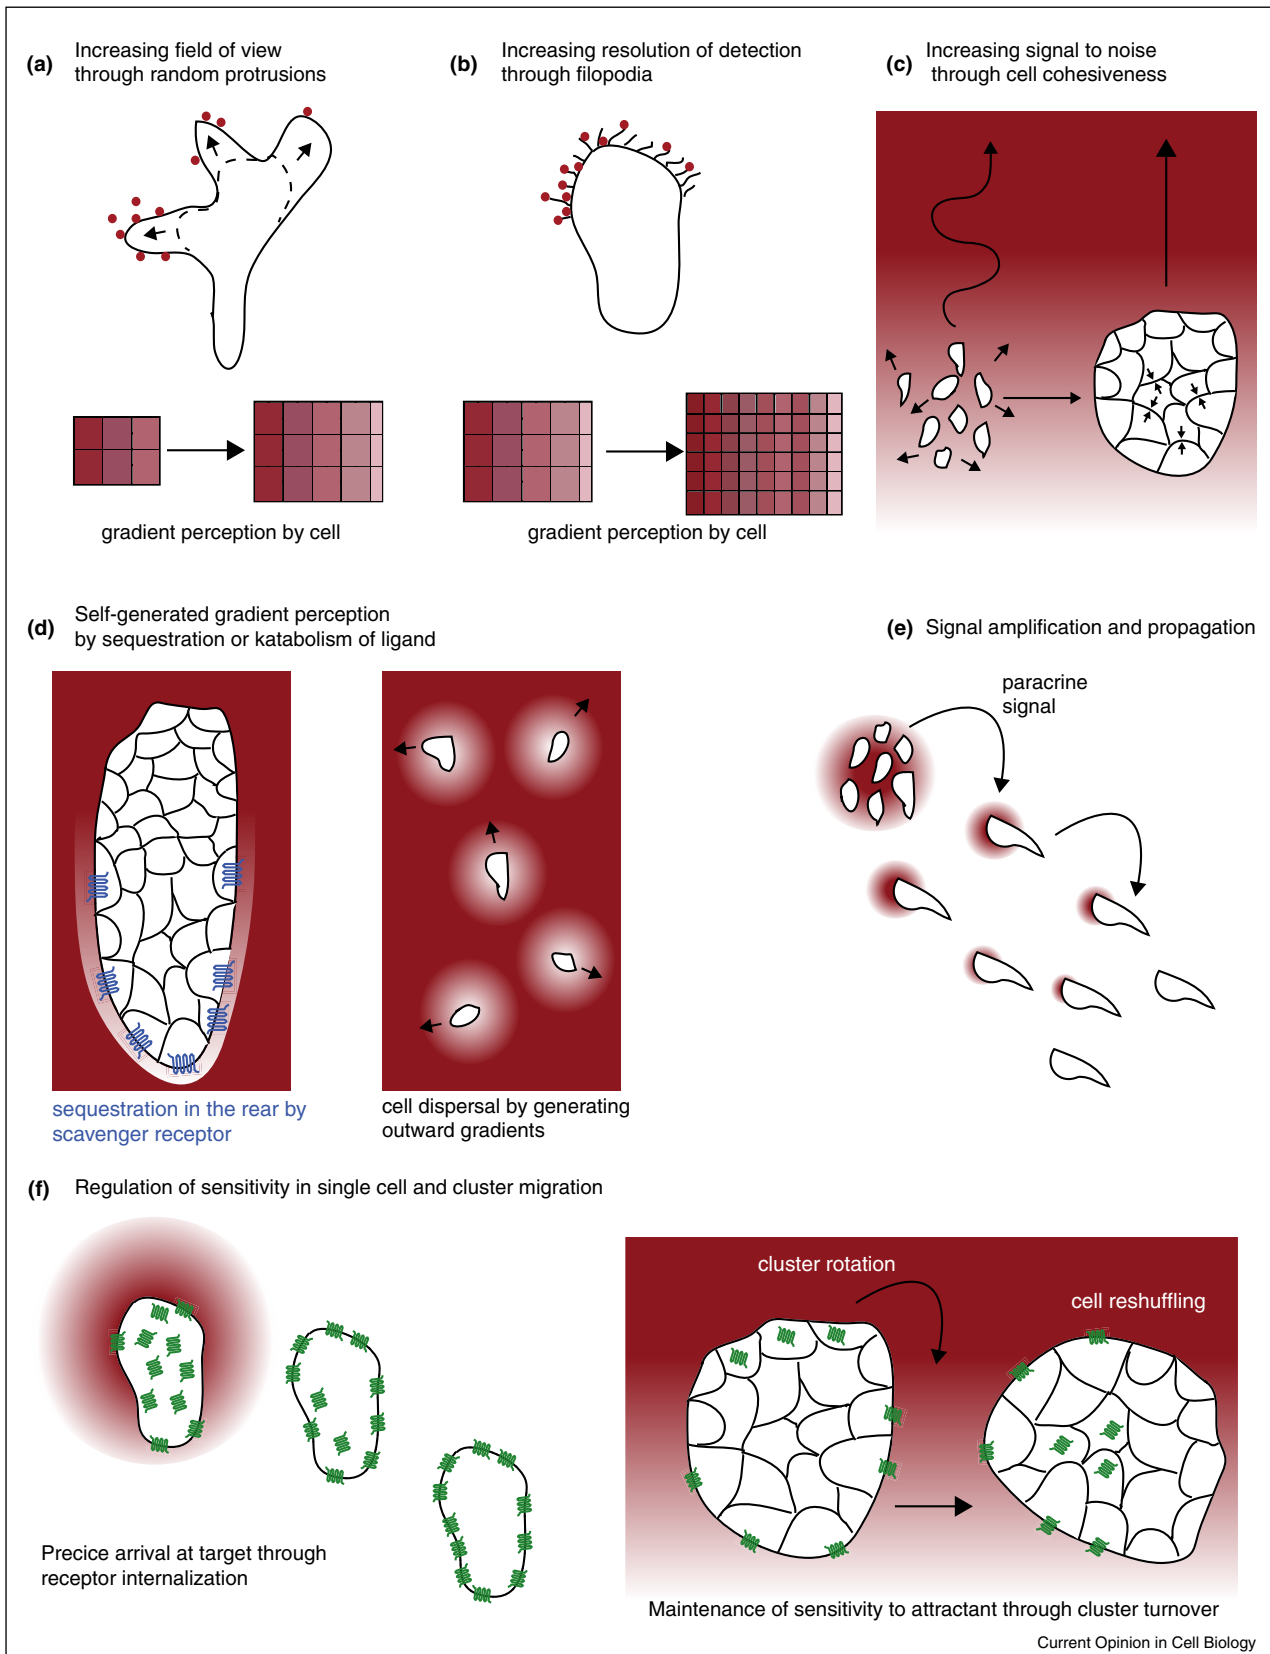 (a) Increasing field of view
through random protrusions
(b) Increasing resolution of detection
through filopodia
(c) Increasing signal to noise
through cell cohesiveness
gradient perception by cell
gradient perception by cell
(d) Self-generated gradient perception
by sequestration or katabolism of ligand
sequestration in the rear by
scavenger receptor
cell dispersal by generating
outward gradients
(e) Signal amplification and propagation
paracrine
signal
(f) Regulation of sensitivity in single cell and cluster migration
Precice arrival at target through
receptor internalization
cluster rotation
cell reshuffling
Maintenance of sensitivity to attractant through cluster turnover
Current Opinion in Cell Biology